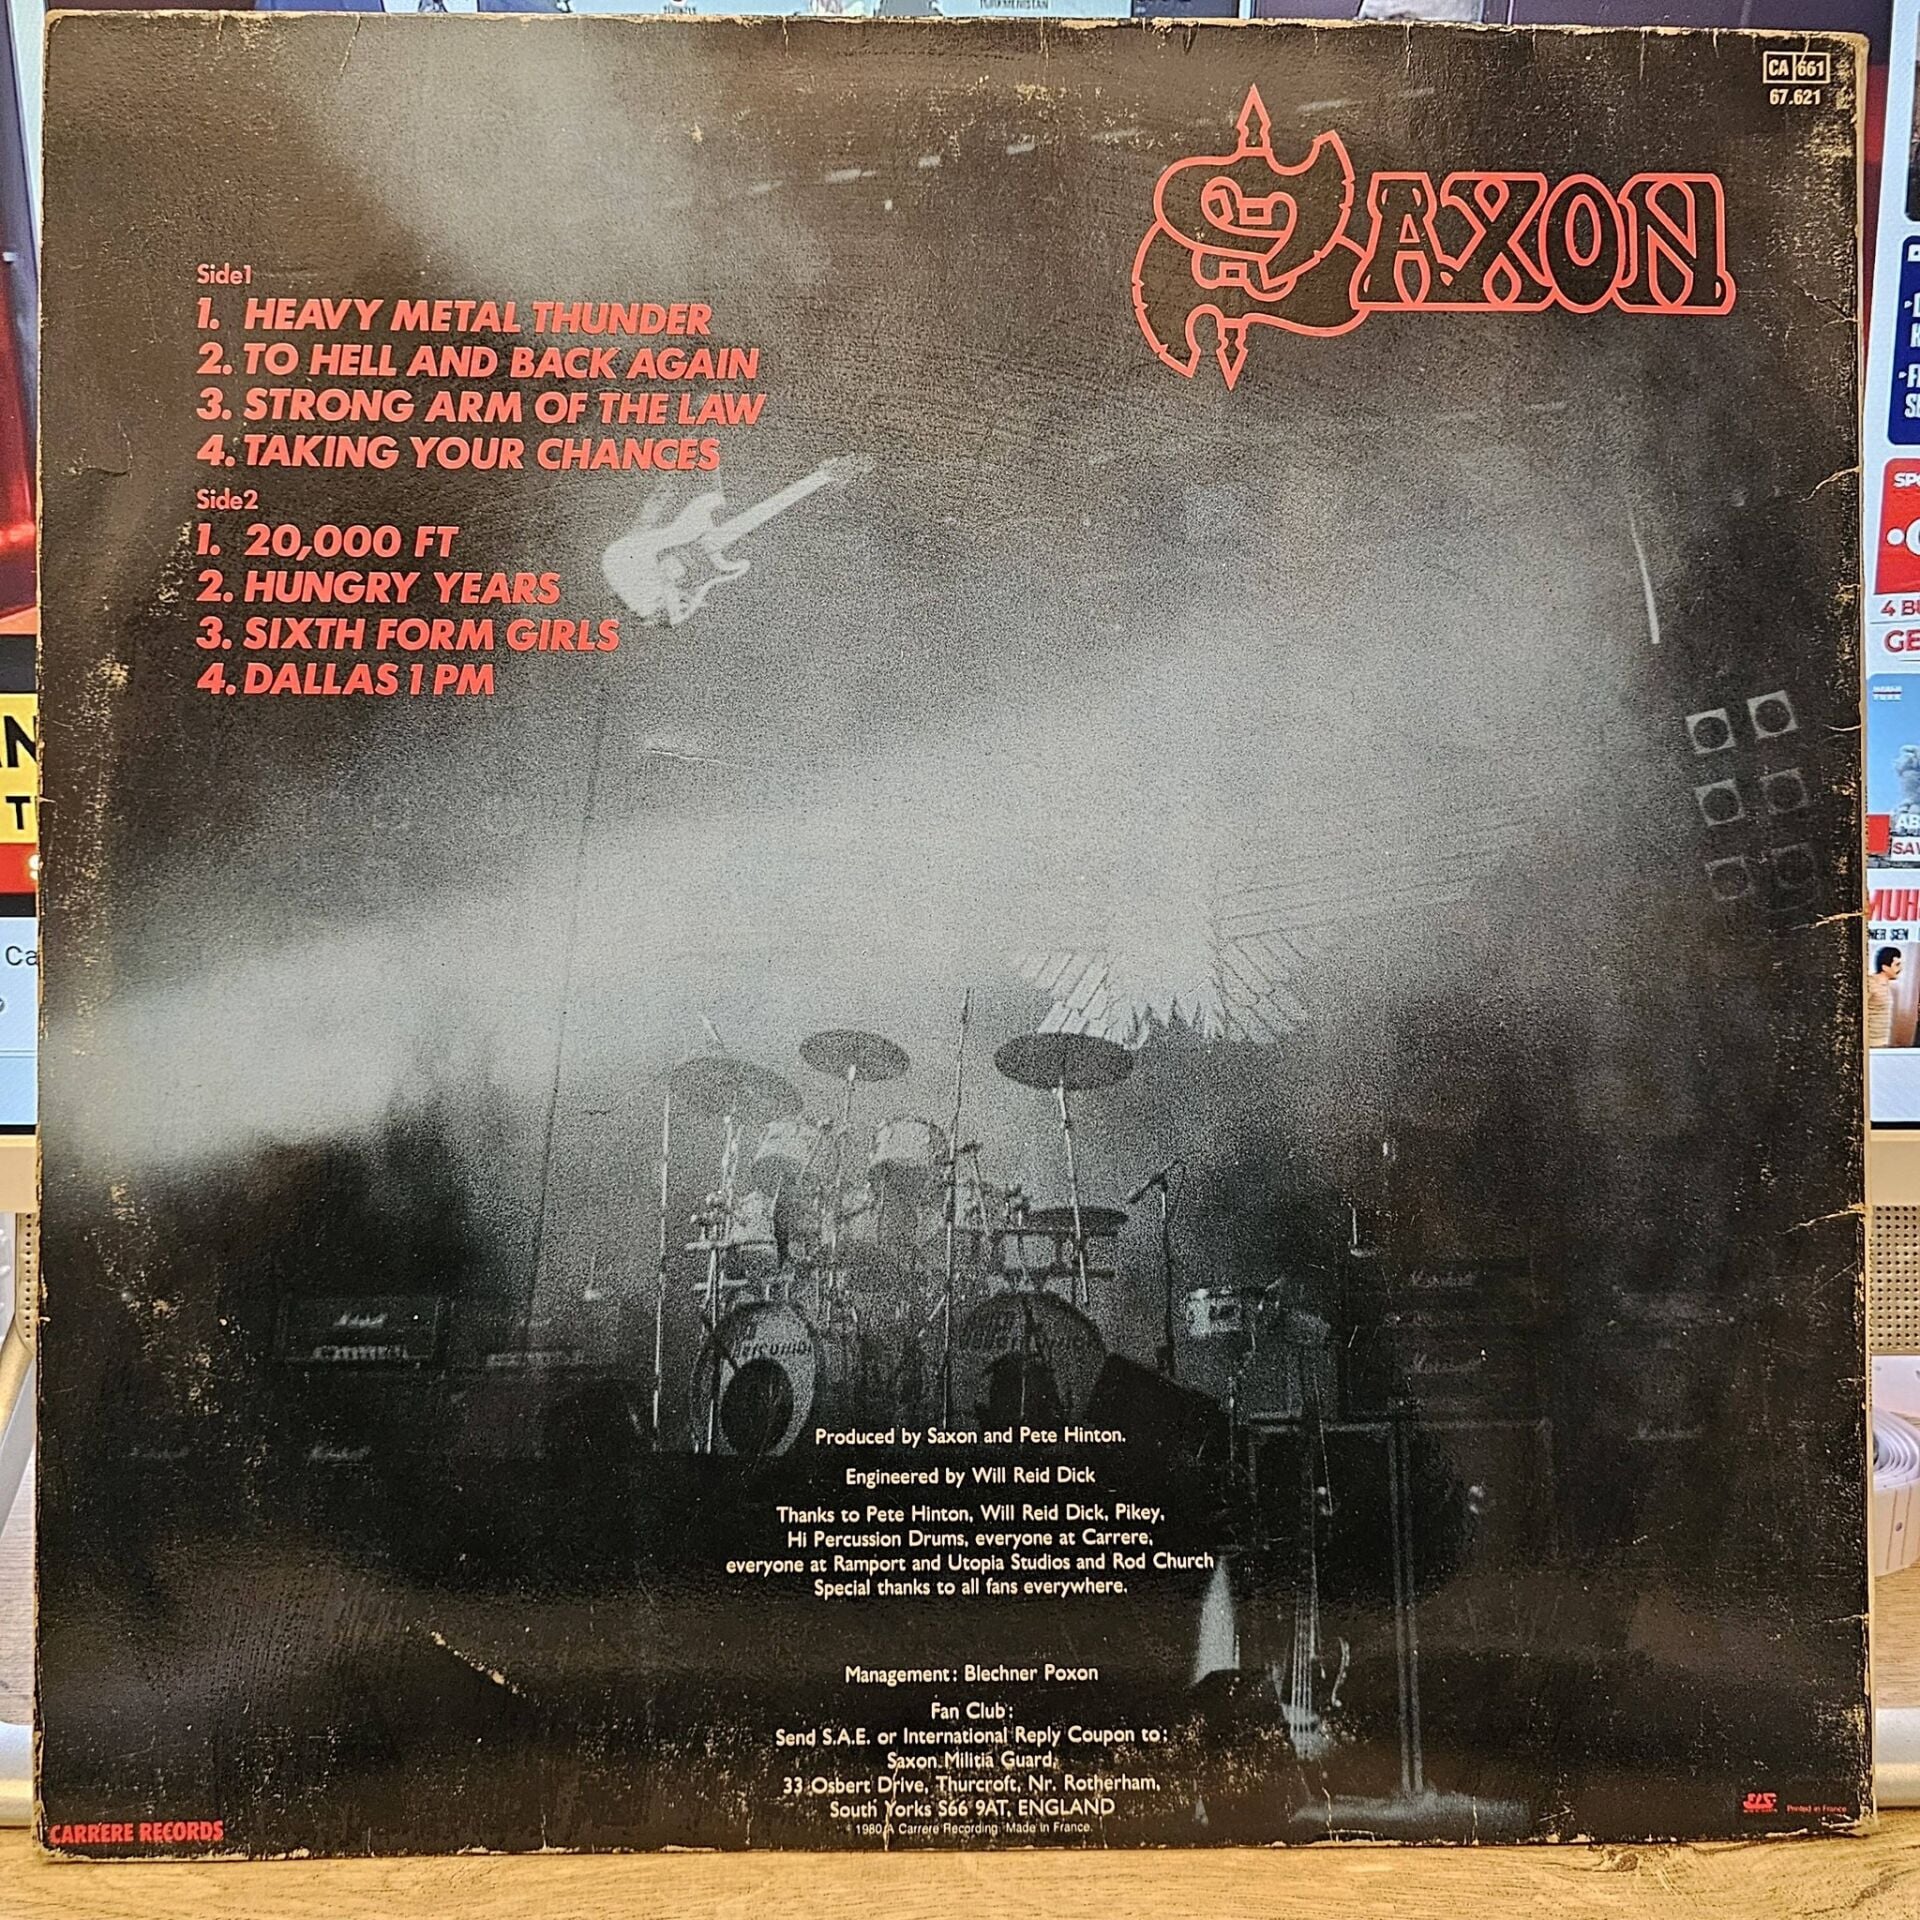 CA 661
67.621
SAXON
Side1
1. HEAVY METAL THUNDER
2. TO HELL AND BACK AGAIN
3. STRONG ARM OF THE LAW
4. TAKING YOUR CHANCES
Side2
1. 20,000 FT
2. HUNGRY YEARS
3. SIXTH FORM GIRLS
4. DALLAS 1 PM
Marshall
Marshall
Marshall
Produced by Saxon and Pete Hinton.
Engineered by Will Reid Dick
Thanks to Pete Hinton, Will Reid Dick, Pikey,
Hi Percussion Drums, everyone at Carrere,
everyone at Ramport and Utopia Studios and Rod Church
Special thanks to all fans everywhere.
Management: Blechner Poxon
Fan Club:
Send S.A.E. or International Reply Coupon to:
Saxon Militia Guard,
33 Osbert Drive, Thurcroft, Nr. Rotherham,
South Yorks S66 9AT, ENGLAND
1980 A Carrere Recording. Made in France.
CARRERE RECORDS
Printed in France